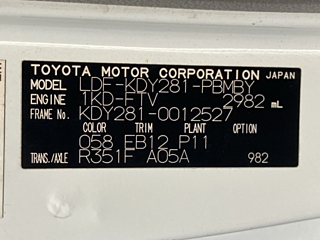 TOYOTA MOTOR CORPORATION JAPAN
MODEL LDF-KDY281-PBMBY
ENGINE 1KD-FTV 2982 mL
FRAME No. KDY281-0012527
COLOR TRIM PLANT OPTION
058 EB12 P11
TRANS./AXLE R351F A05A 982